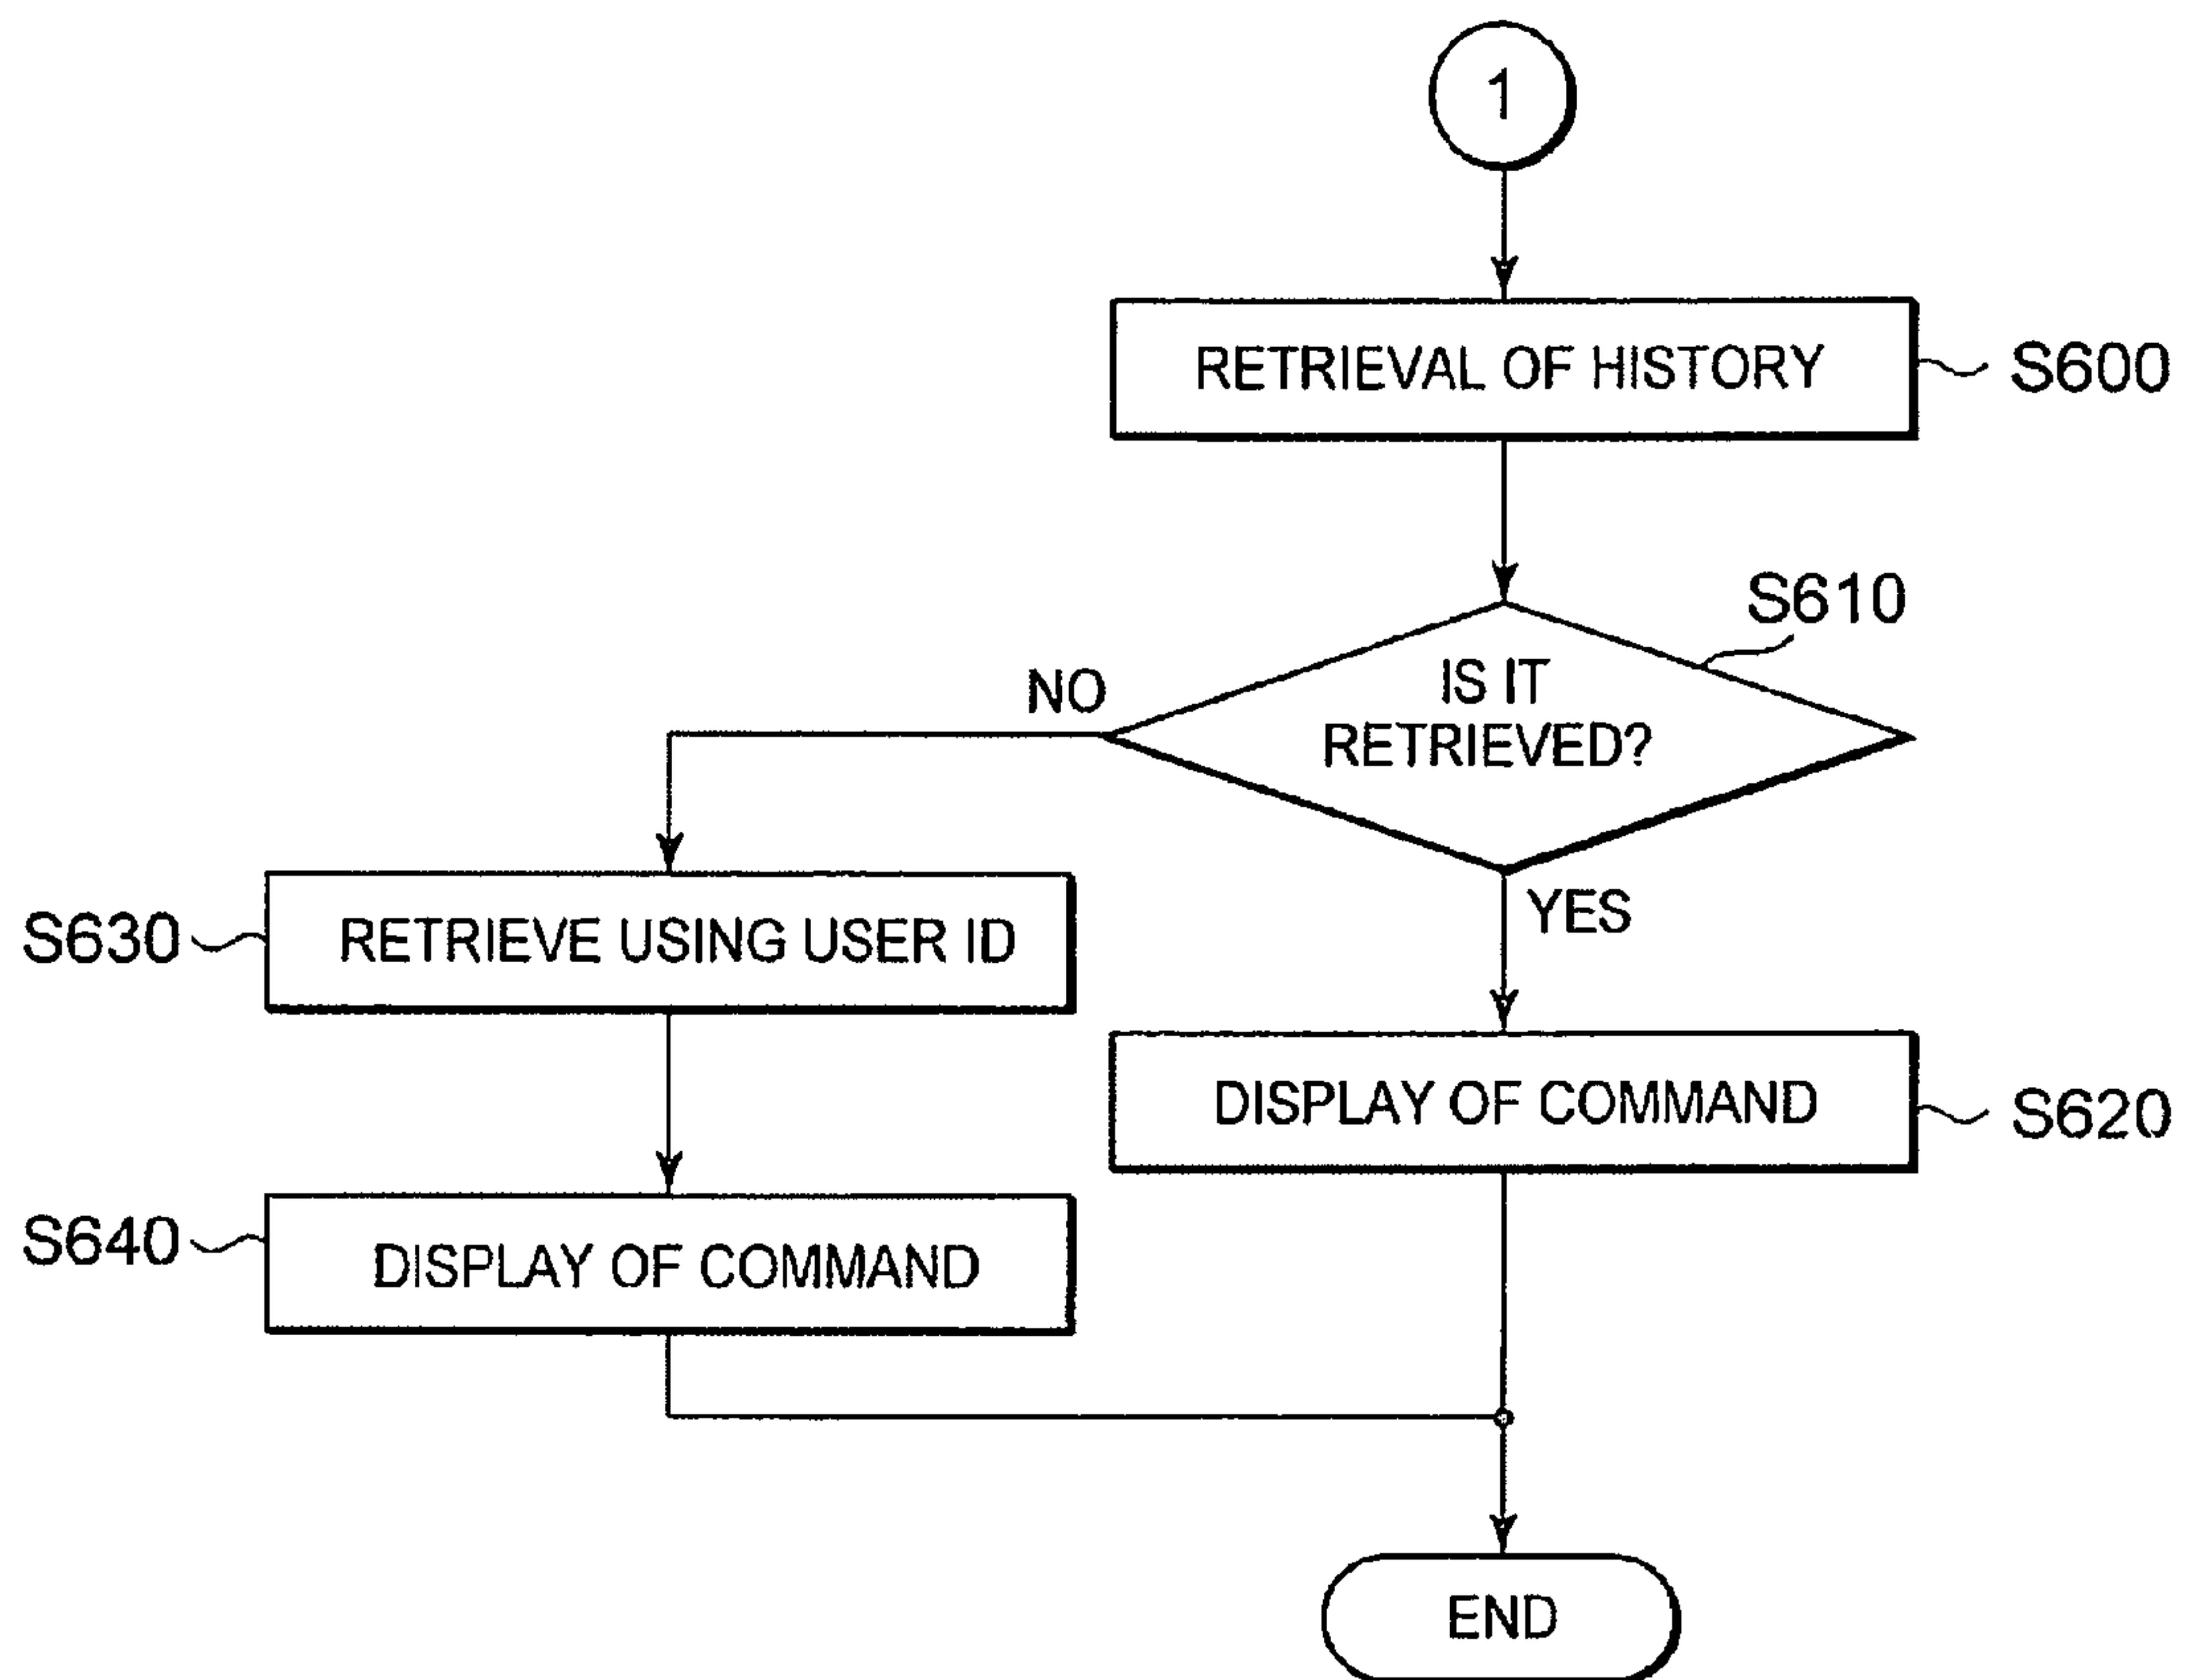 1
RETRIEVAL OF HISTORY
S600
S610
IS IT
RETRIEVED?
NO
YES
S630
RETRIEVE USING USER ID
DISPLAY OF COMMAND
S620
S640
DISPLAY OF COMMAND
END